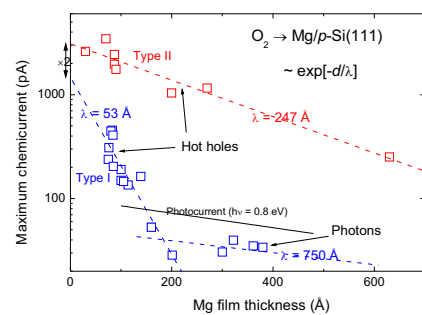 O₂ → Mg/p-Si(111)
~ exp[-d/λ]
Type II
×2
λ = 247 Å
λ = 53 Å
Hot holes
Type I
Photocurrent (hν = 0.8 eV)
Photons
λ = 750 Å
1000
100
0
200
400
600
Maximum chemicurrent (pA)
Mg film thickness (Å)